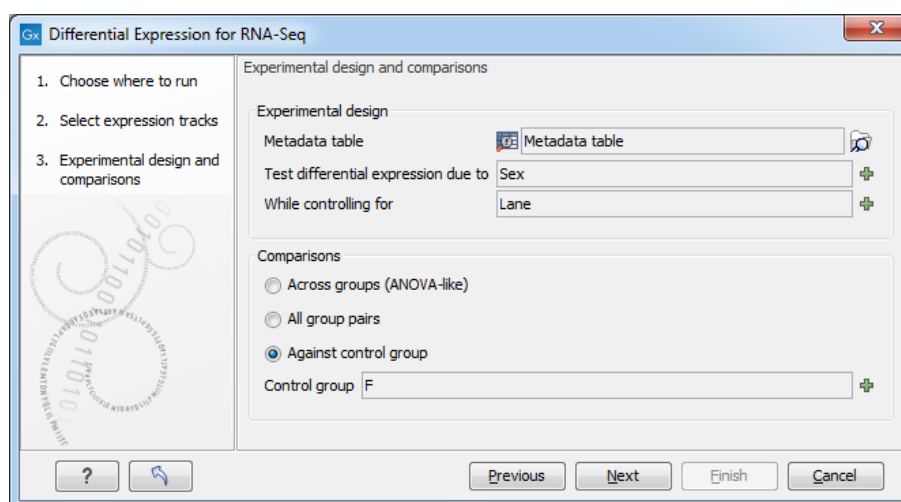 Gx Differential Expression for RNA-Seq
1. Choose where to run
2. Select expression tracks
3. Experimental design and
comparisons
Experimental design and comparisons
Experimental design
Metadata table Metadata table
Test differential expression due to Sex
While controlling for Lane
Comparisons
Across groups (ANOVA-like)
All group pairs
Against control group
Control group F
? Previous Next Finish Cancel